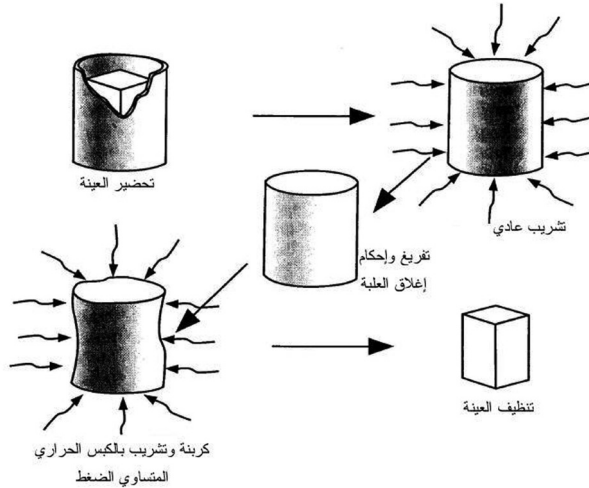 تحضير العينة
تشريب عادي
تفريغ وإحكام
إغلاق العلبة
كربنة وتشريب بالكبس الحراري
المتساوي الضغط
تنظيف العينة